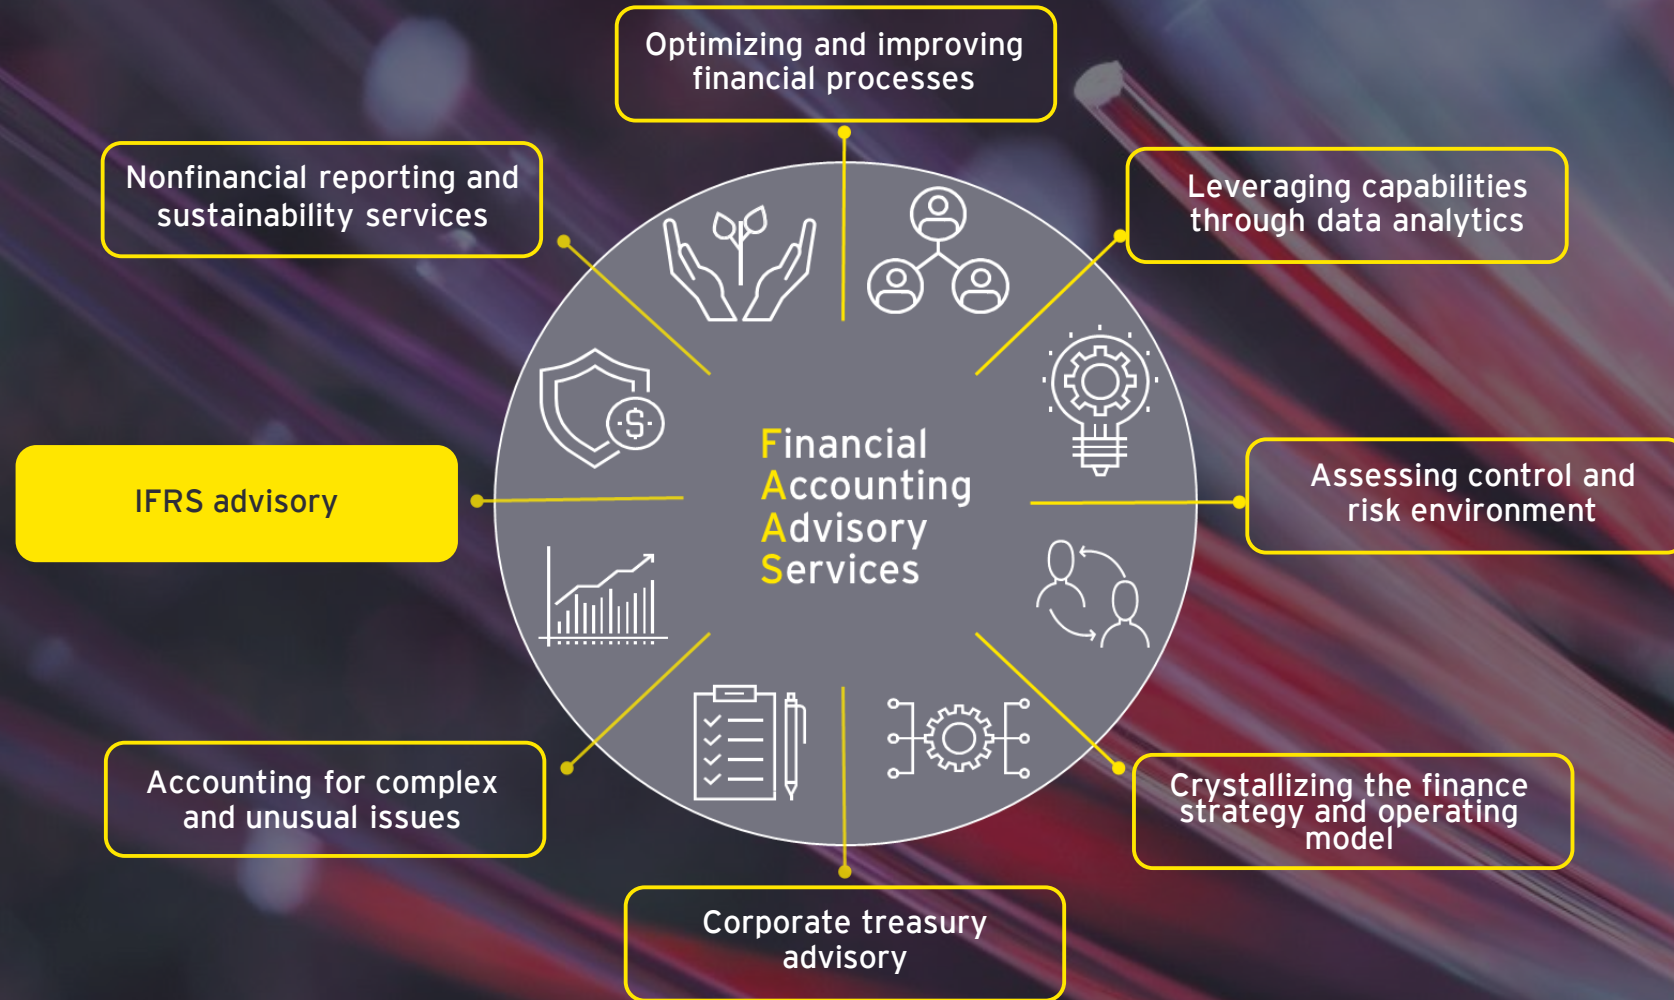 Optimizing and improving
financial processes
Nonfinancial reporting and
sustainability services
Leveraging capabilities
through data analytics
Financial
Accounting
Advisory
Services
IFRS advisory
Assessing control and
risk environment
Accounting for complex
and unusual issues
Crystallizing the finance
strategy and operating
model
Corporate treasury
advisory
$